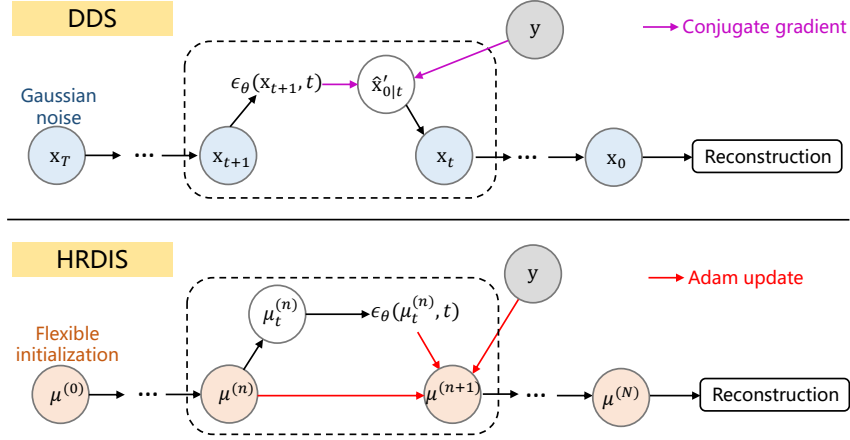 DDS
y
Conjugate gradient
ϵ_θ(x_{t+1}, t)
x̂′_{0|t}
Gaussian
noise
x_T
...
x_{t+1}
x_t
...
x_0
Reconstruction
HRDIS
y
Adam update
μ_t^{(n)}
ϵ_θ(μ_t^{(n)}, t)
Flexible
initialization
μ^{(0)}
...
μ^{(n)}
μ^{(n+1)}
...
μ^{(N)}
Reconstruction